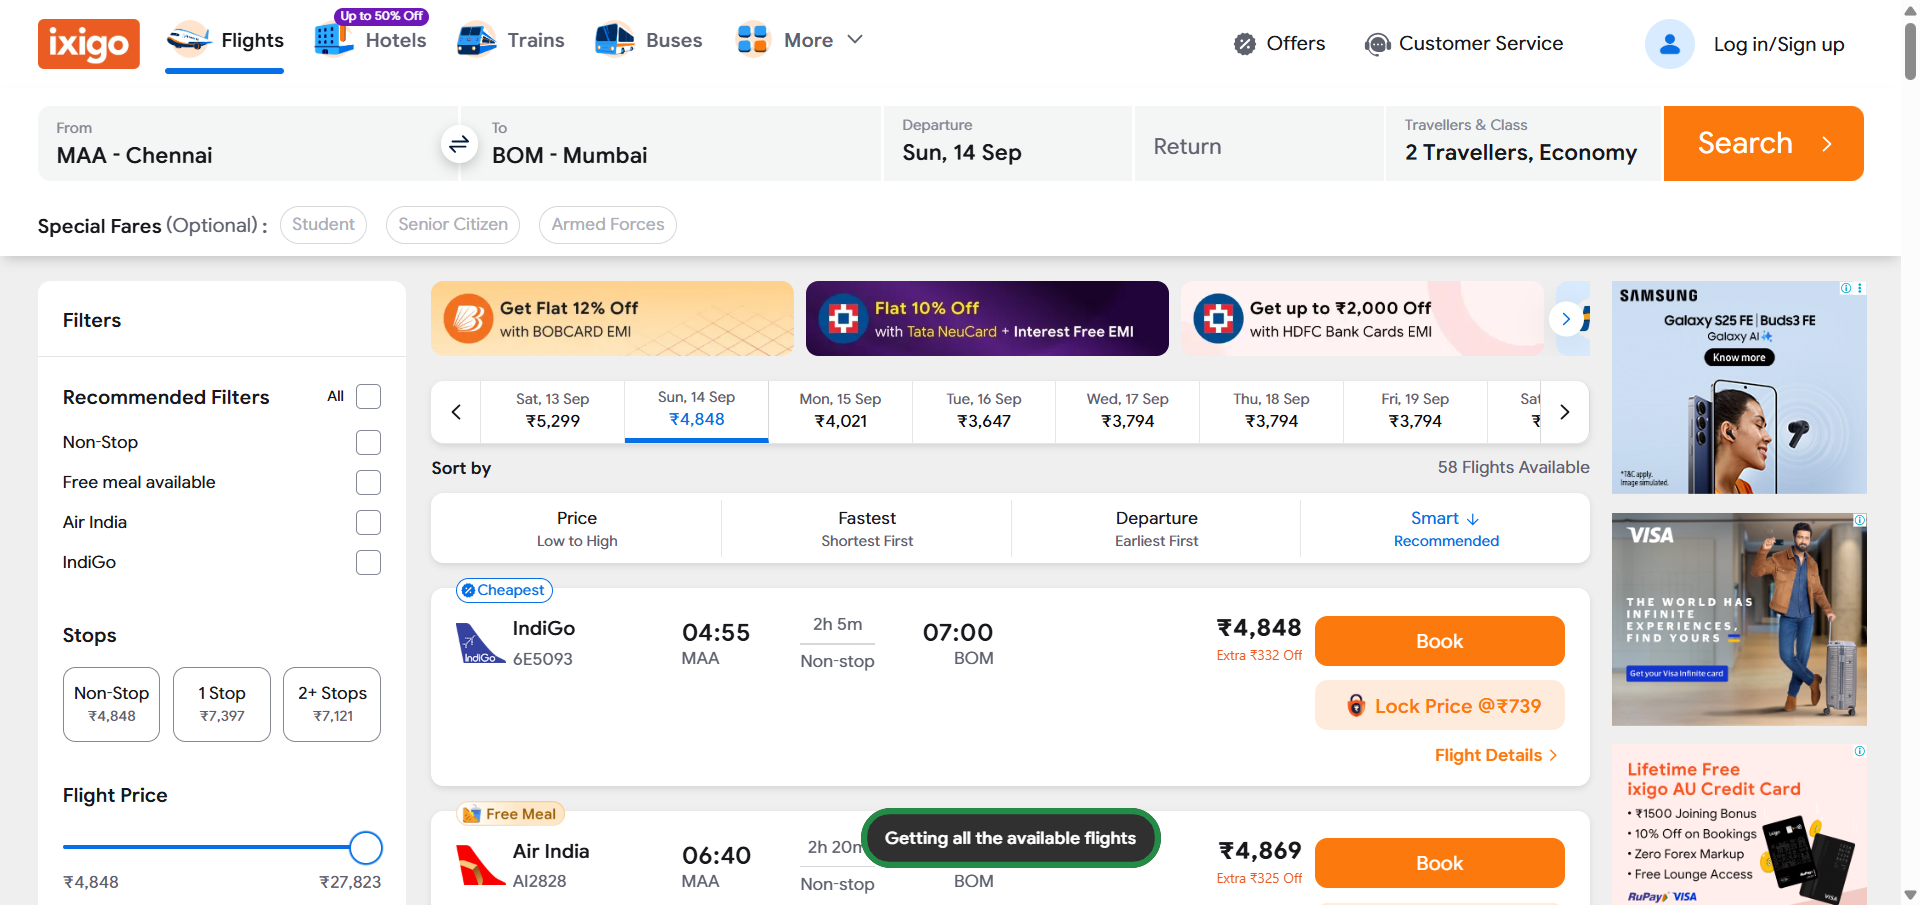 ixigo
Flights
Up to 50% Off
Hotels
Trains
Buses
More
Offers
Customer Service
Log in/Sign up
From
MAA - Chennai
To
BOM - Mumbai
Departure
Sun, 14 Sep
Return
Travellers & Class
2 Travellers, Economy
Search
Special Fares (Optional) :
Student
Senior Citizen
Armed Forces
Filters
Recommended Filters
All
Non-Stop
Free meal available
Air India
IndiGo
Stops
Non-Stop
₹4,848
1 Stop
₹7,397
2+ Stops
₹7,121
Flight Price
₹4,848
₹27,823
Get Flat 12% Off
with BOBCARD EMI
Flat 10% Off
with Tata NeuCard + Interest Free EMI
Get up to ₹2,000 Off
with HDFC Bank Cards EMI
Sat, 13 Sep
₹5,299
Sun, 14 Sep
₹4,848
Mon, 15 Sep
₹4,021
Tue, 16 Sep
₹3,647
Wed, 17 Sep
₹3,794
Thu, 18 Sep
₹3,794
Fri, 19 Sep
₹3,794
Sat
₹
Sort by
58 Flights Available
Price
Low to High
Fastest
Shortest First
Departure
Earliest First
Smart
Recommended
Cheapest
IndiGo
IndiGo
6E5093
04:55
MAA
2h 5m
Non-stop
07:00
BOM
₹4,848
Extra ₹332 Off
Book
Lock Price @₹739
Flight Details
Free Meal
Air India
AI2828
06:40
MAA
2h 20m
Non-stop
BOM
₹4,869
Extra ₹325 Off
Book
Getting all the available flights
SAMSUNG
Galaxy S25 FE | Buds3 FE
Galaxy AI
Know more
*T&C apply.
Image simulated.
VISA
THE WORLD HAS
INFINITE
EXPERIENCES,
FIND YOURS
Get your Visa Infinite card
Lifetime Free
ixigo AU Credit Card
• ₹1500 Joining Bonus
• 10% Off on Bookings
• Zero Forex Markup
• Free Lounge Access
RuPay VISA